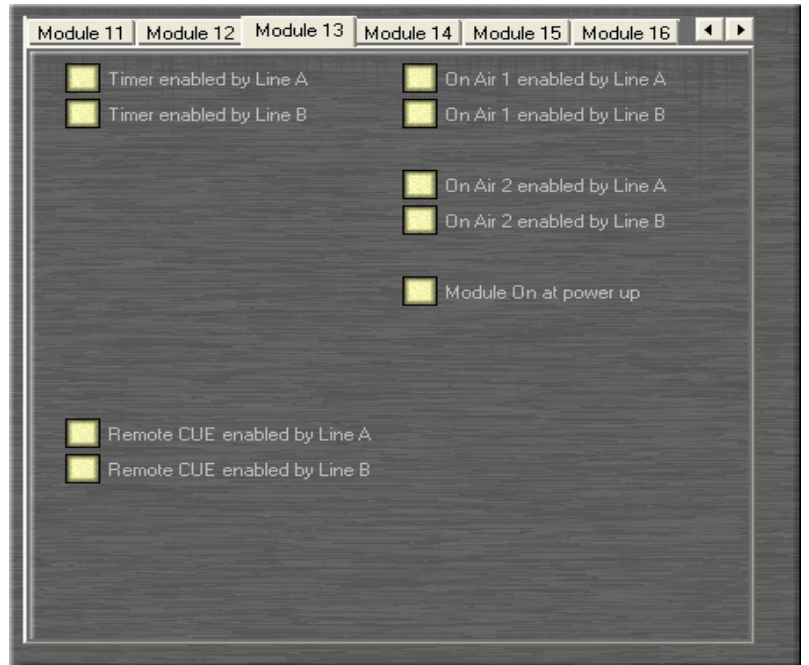 Module 11 Module 12 Module 13 Module 14 Module 15 Module 16
Timer enabled by Line A
Timer enabled by Line B
On Air 1 enabled by Line A
On Air 1 enabled by Line B
On Air 2 enabled by Line A
On Air 2 enabled by Line B
Module On at power up
Remote CUE enabled by Line A
Remote CUE enabled by Line B